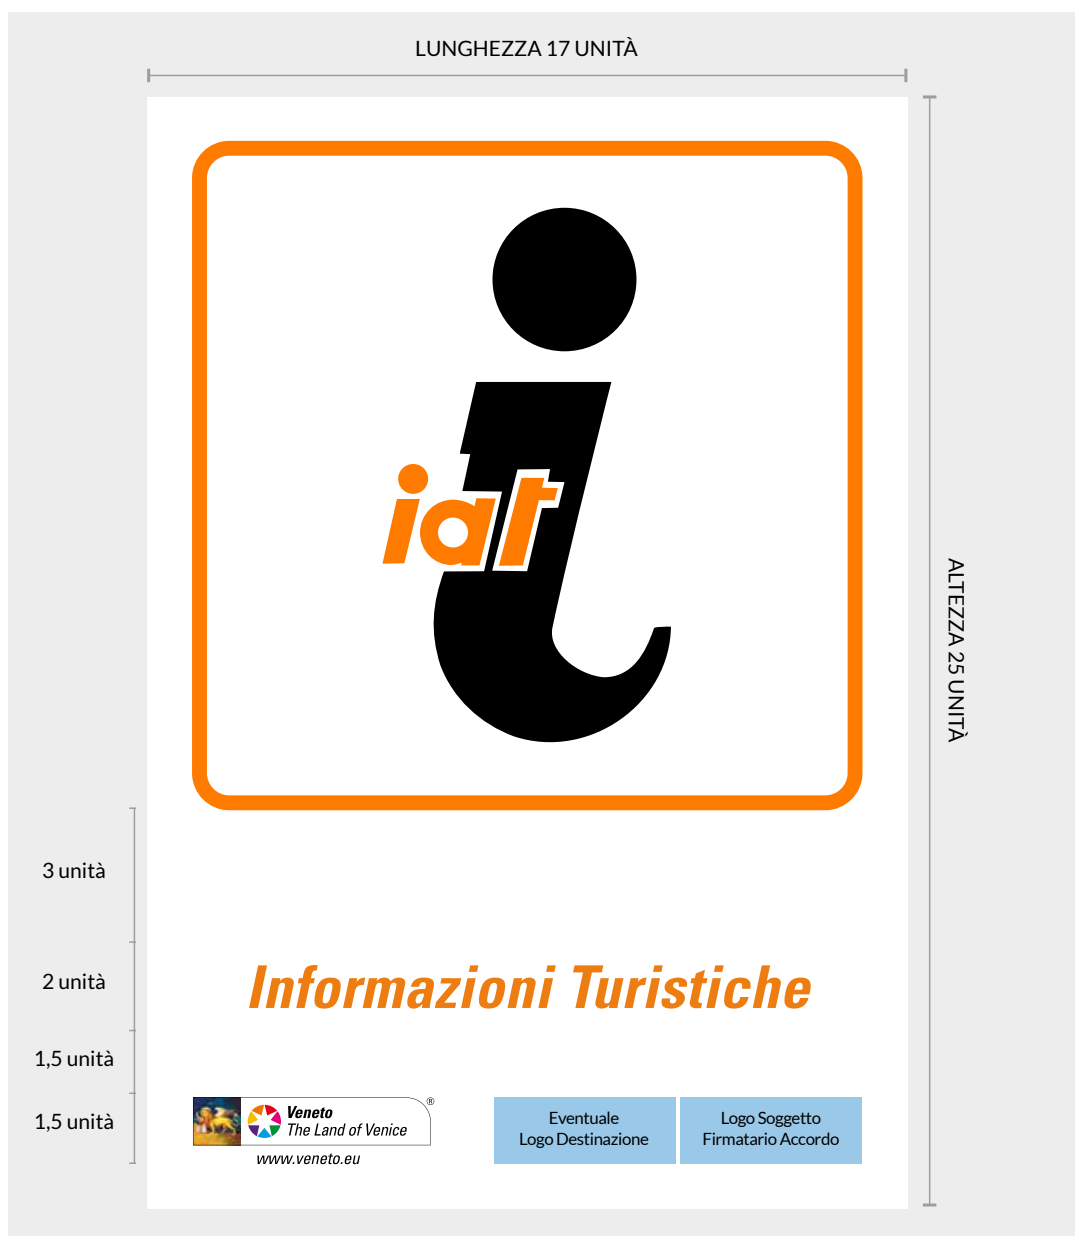 LUNGHEZZA 17 UNITÀ
ALTEZZA 25 UNITÀ
iat
3 unità
2 unità
Informazioni Turistiche
1,5 unità
1,5 unità
Veneto
The Land of Venice
®
www.veneto.eu
Eventuale
Logo Destinazione
Logo Soggetto
Firmatario Accordo